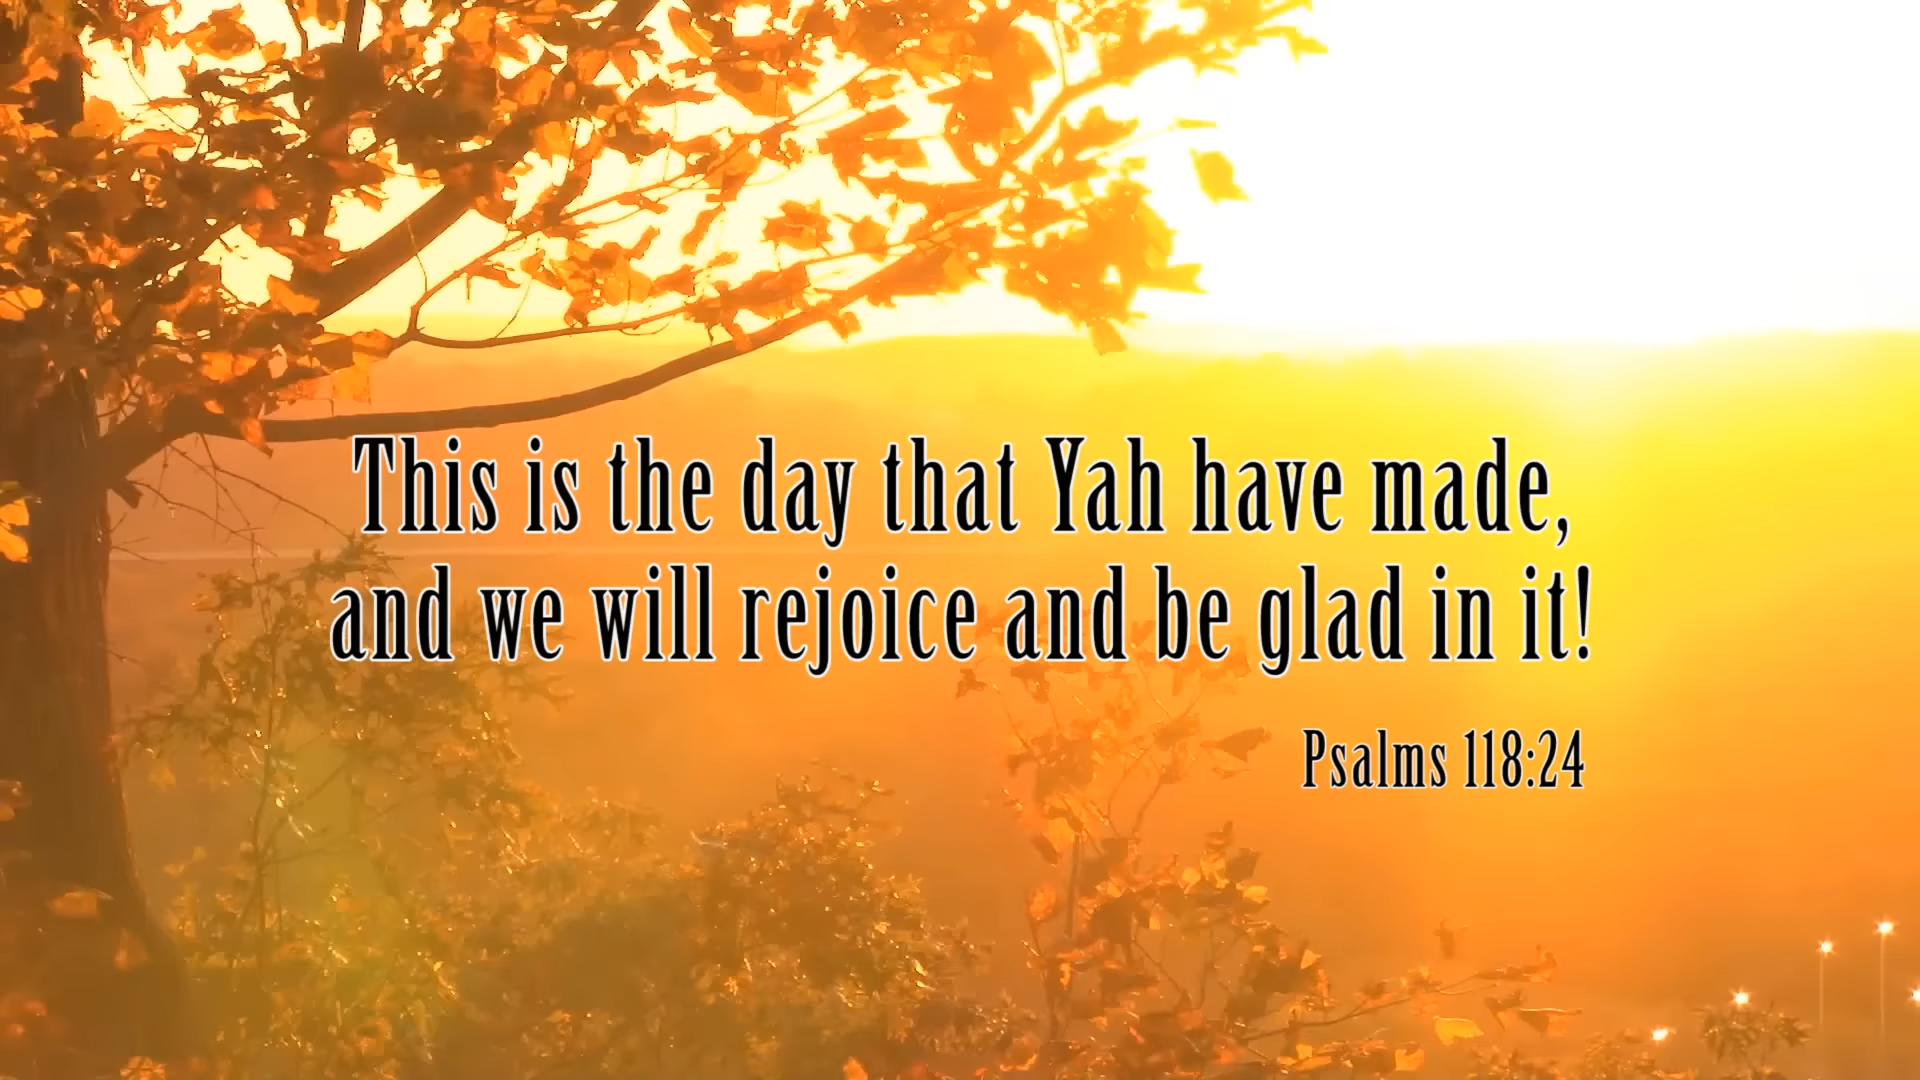 This is the day that Yah have made,
and we will rejoice and be glad in it!
Psalms 118:24